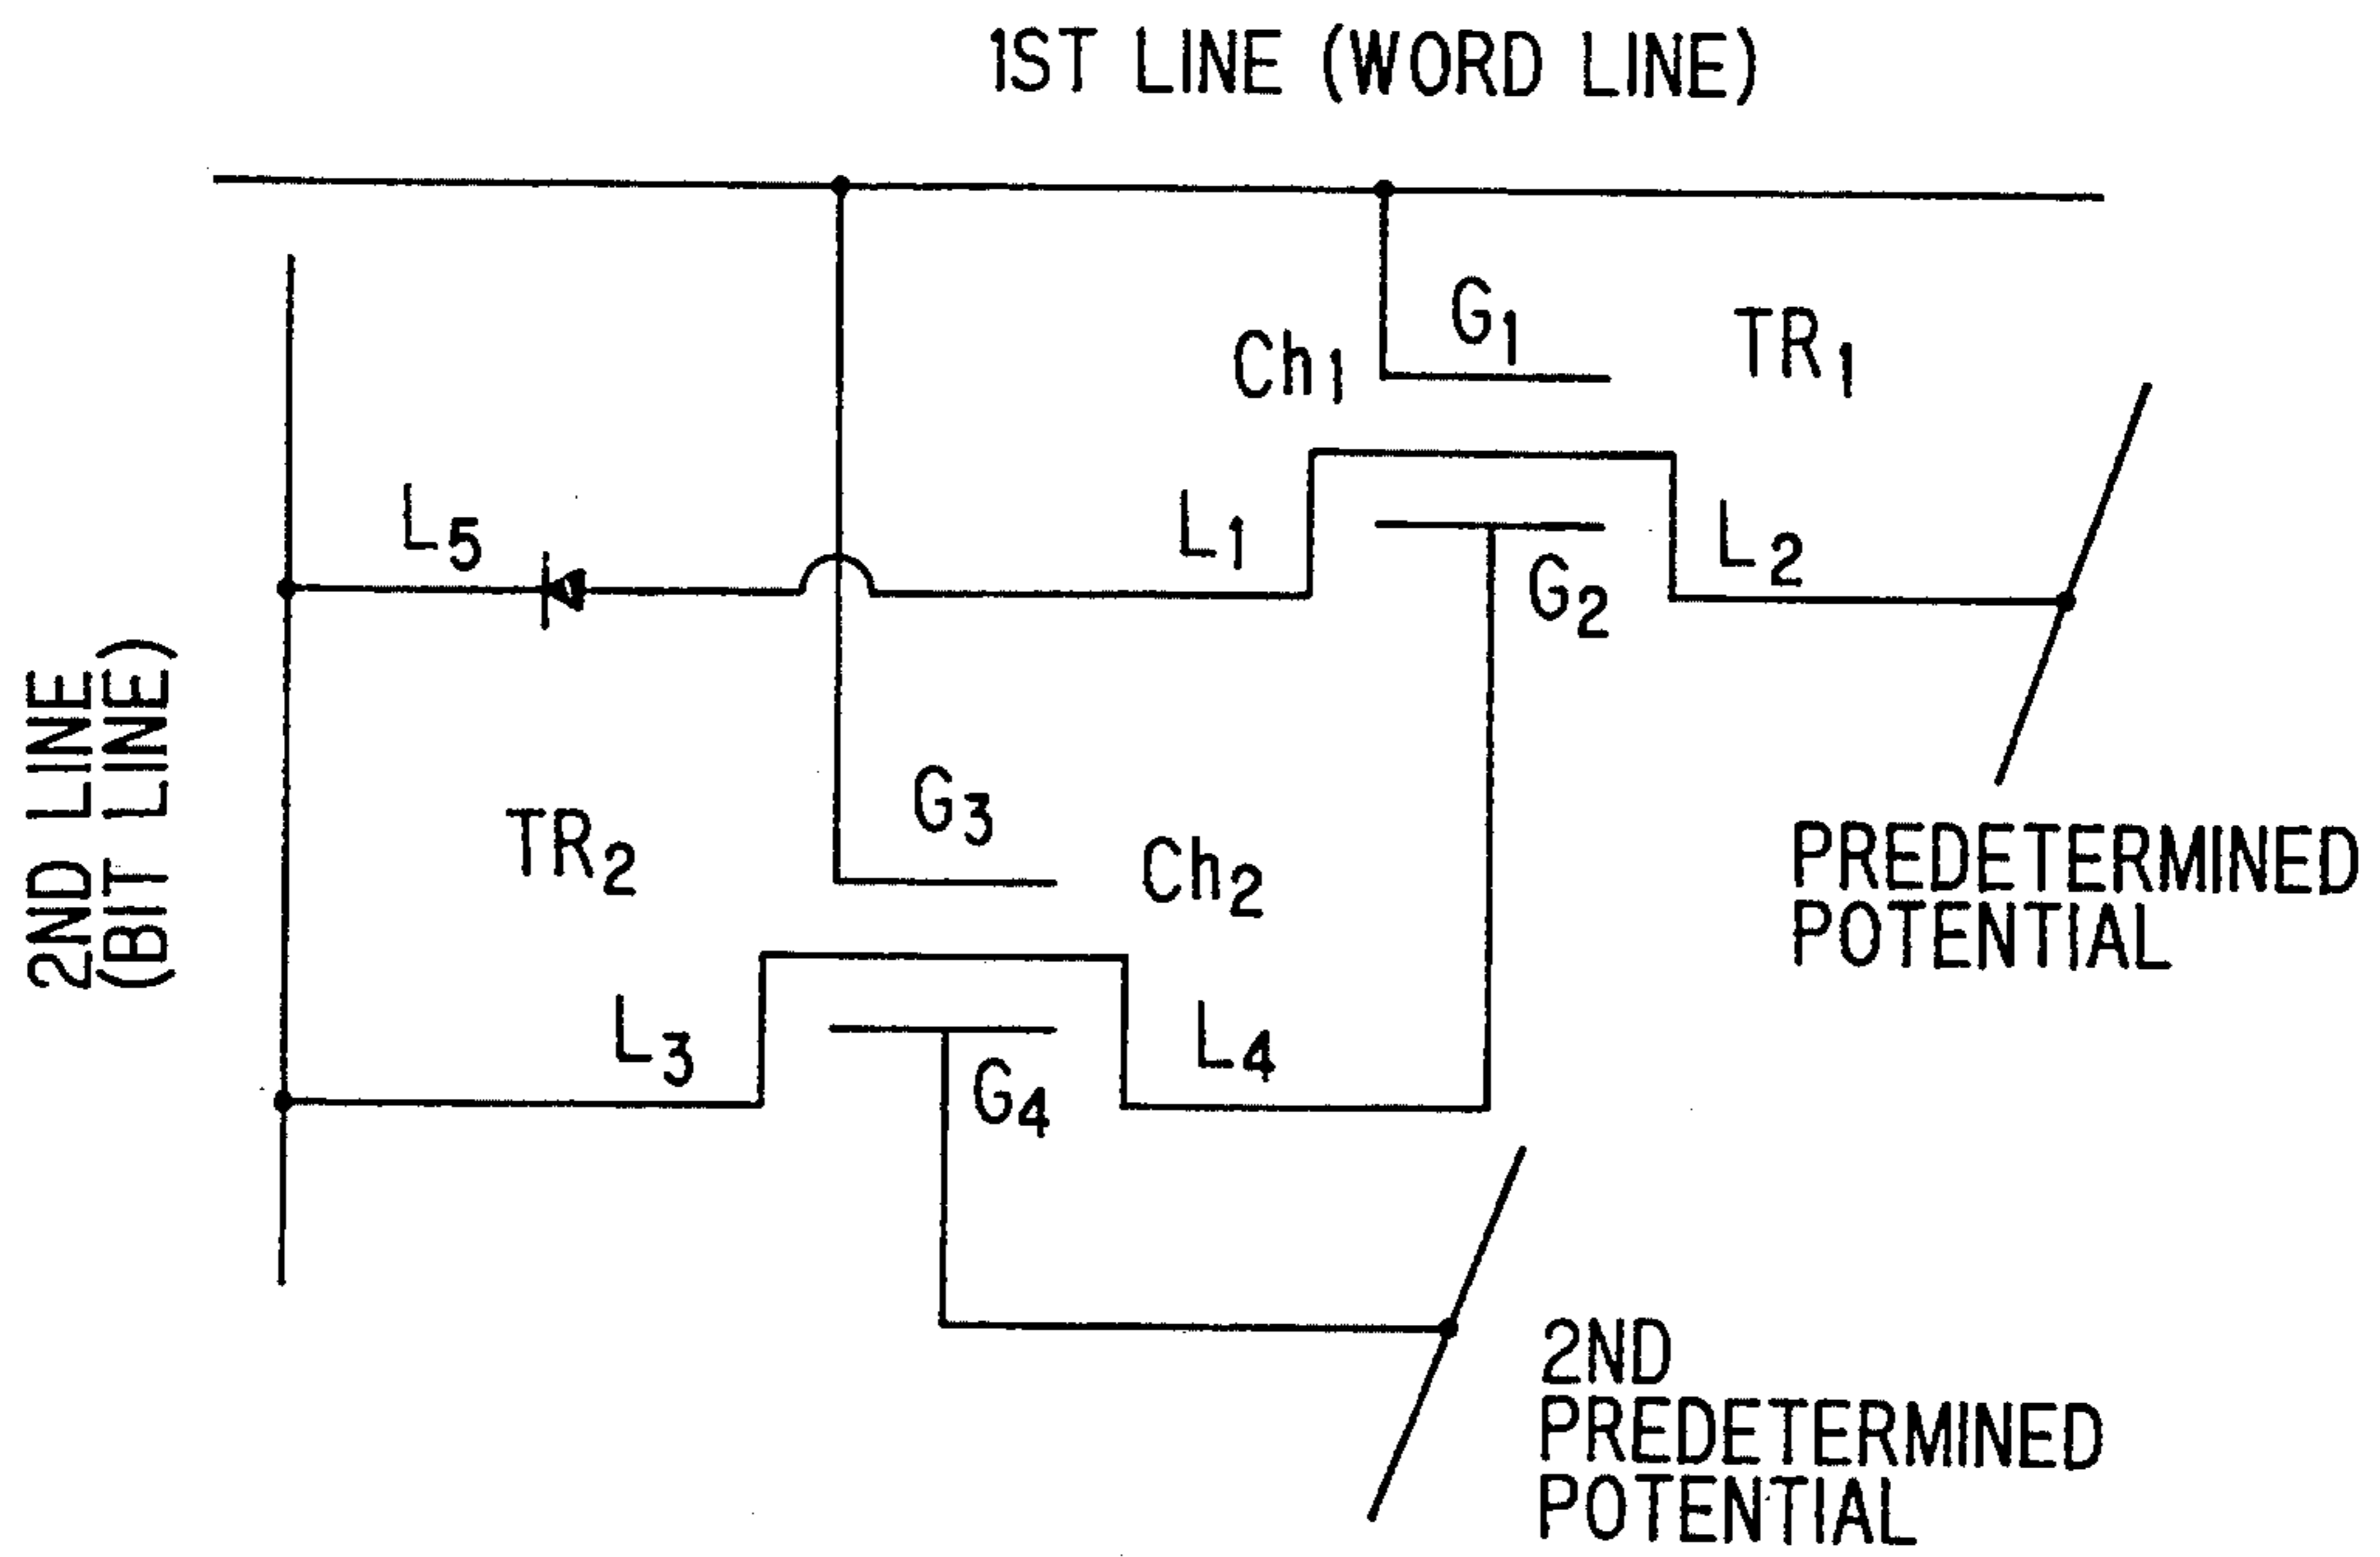 1ST LINE (WORD LINE)
G1
Ch1
TR1
L5
L1
L2
G2
2ND LINE
(BIT LINE)
TR2
G3
Ch2
PREDETERMINED
POTENTIAL
L3
L4
G4
2ND
PREDETERMINED
POTENTIAL